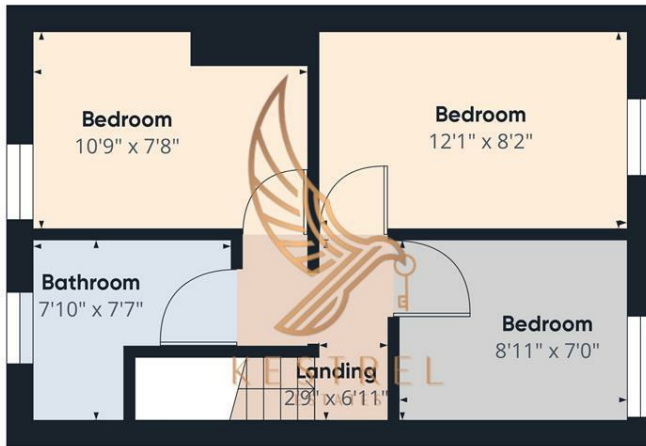 Bedroom
10'9" x 7'8"
Bedroom
12'1" x 8'2"
Bathroom
7'10" x 7'7"
Bedroom
8'11" x 7'0"
KESTREL
Landing
2'9" x 6'11"